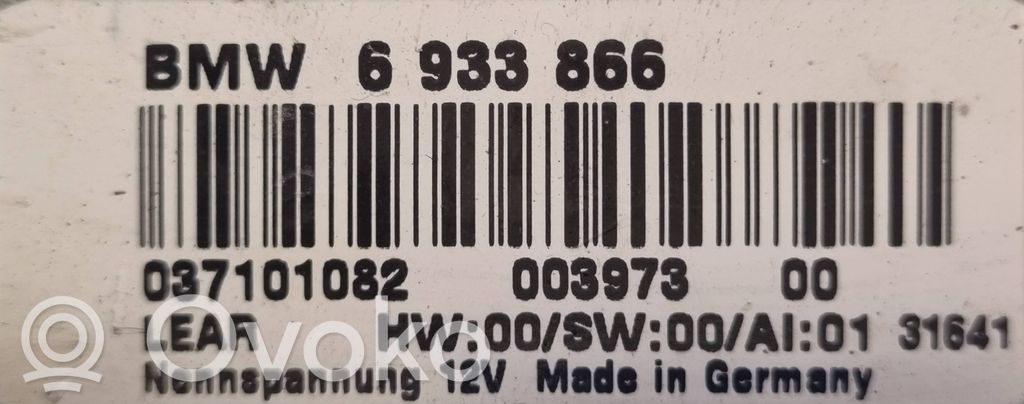 BMW 6 933 866
037101082 003973 00
LEAR HW:00/SW:00/AI:01 31641
Nennspannung 12V Made in Germany
Ovoko